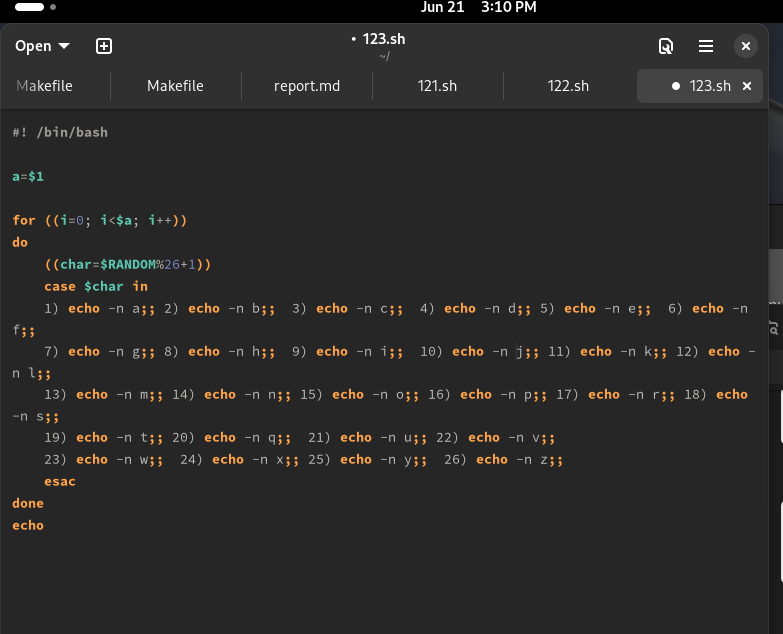 Jun 21 3:10 PM
Open
• 123.sh
~/
Makefile Makefile report.md 121.sh 122.sh ● 123.sh ×
#! /bin/bash
a=$1
for ((i=0; i<$a; i++))
do
((char=$RANDOM%26+1))
case $char in
1) echo -n a;; 2) echo -n b;; 3) echo -n c;; 4) echo -n d;; 5) echo -n e;; 6) echo -n
f;;
7) echo -n g;; 8) echo -n h;; 9) echo -n i;; 10) echo -n j;; 11) echo -n k;; 12) echo -
n l;;
13) echo -n m;; 14) echo -n n;; 15) echo -n o;; 16) echo -n p;; 17) echo -n r;; 18) echo
-n s;;
19) echo -n t;; 20) echo -n q;; 21) echo -n u;; 22) echo -n v;;
23) echo -n w;; 24) echo -n x;; 25) echo -n y;; 26) echo -n z;;
esac
done
echo